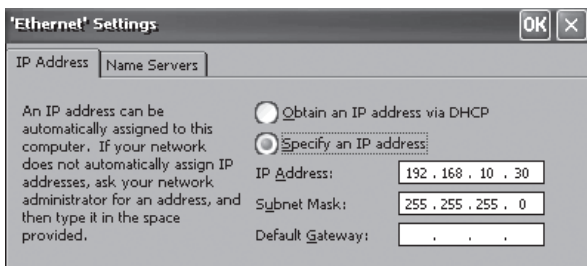 'Ethernet' Settings
OK ×
IP Address
Name Servers
An IP address can be
automatically assigned to this
computer. If your network
does not automatically assign IP
addresses, ask your network
administrator for an address, and
then type it in the space
provided.
Obtain an IP address via DHCP
Specify an IP address
IP Address: 192 . 168 . 10 . 30
Subnet Mask: 255 . 255 . 255 . 0
Default Gateway: . . .